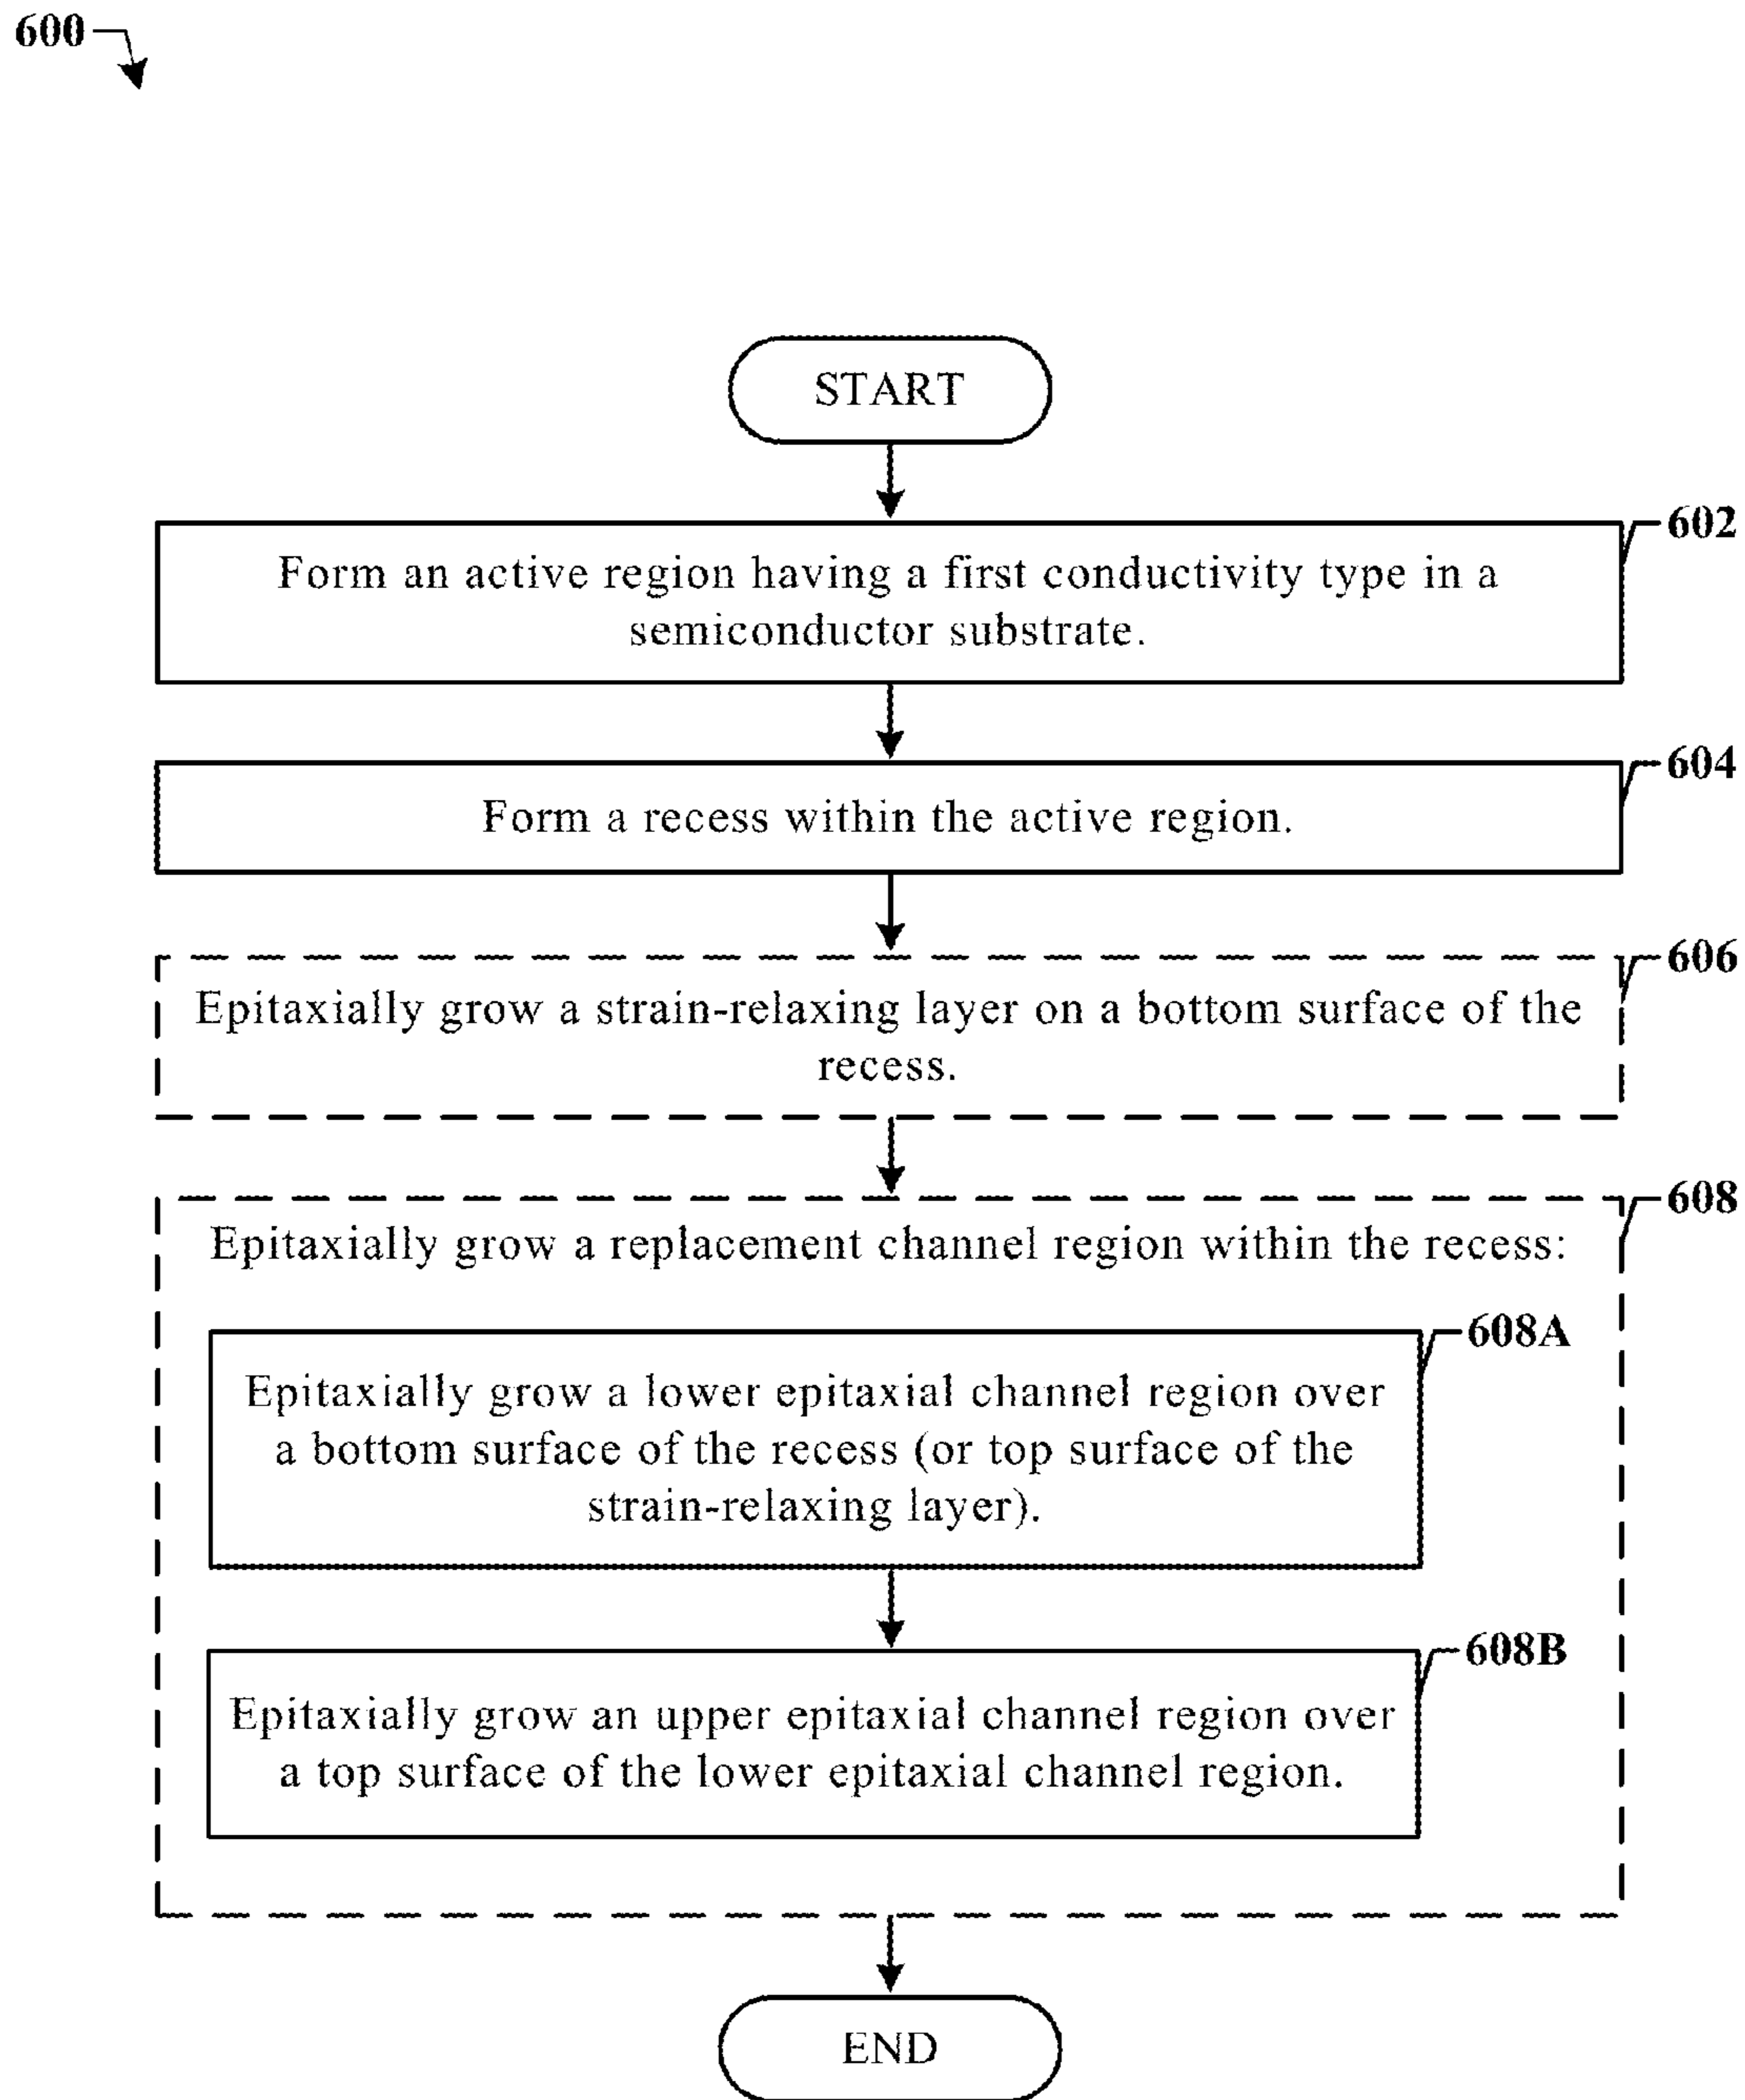 600
START
602
Form an active region having a first conductivity type in a
semiconductor substrate.
604
Form a recess within the active region.
606
Epitaxially grow a strain-relaxing layer on a bottom surface of the
recess.
608
Epitaxially grow a replacement channel region within the recess:
608A
Epitaxially grow a lower epitaxial channel region over
a bottom surface of the recess (or top surface of the
strain-relaxing layer).
608B
Epitaxially grow an upper epitaxial channel region over
a top surface of the lower epitaxial channel region.
END